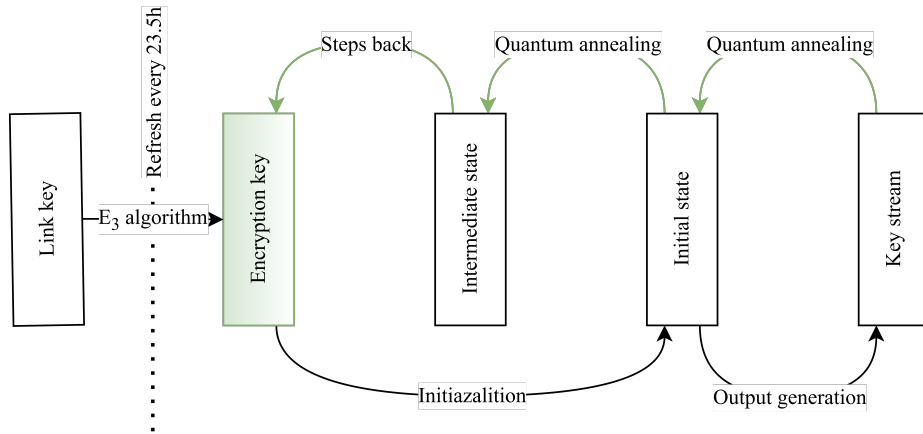 Steps back
Quantum annealing
Quantum annealing
Refresh every 23.5h
Link key
E₃ algorithm
Encryption key
Intermediate state
Initial state
Key stream
Initiazalition
Output generation